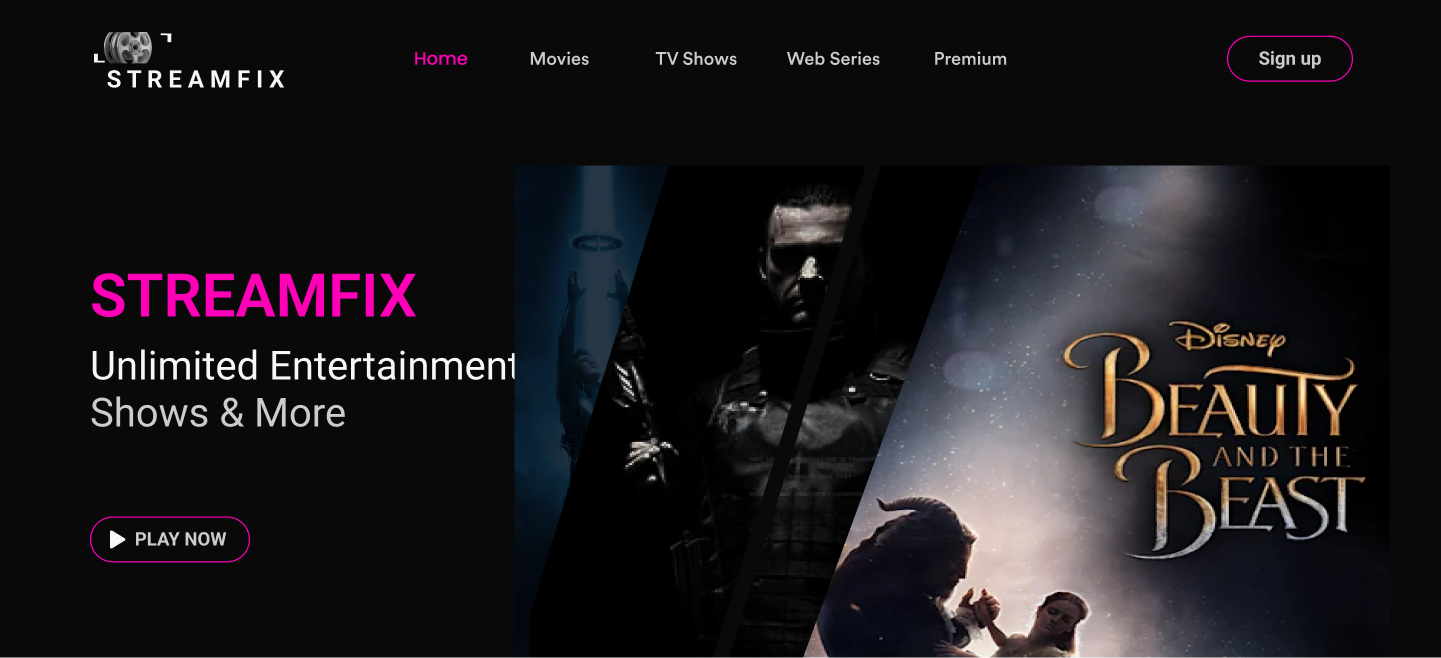 STREAMFIX
Home Movies TV Shows Web Series Premium Sign up
STREAMFIX
Unlimited Entertainment
Shows & More
PLAY NOW
Disney
BEAUTY
AND THE
BEAST